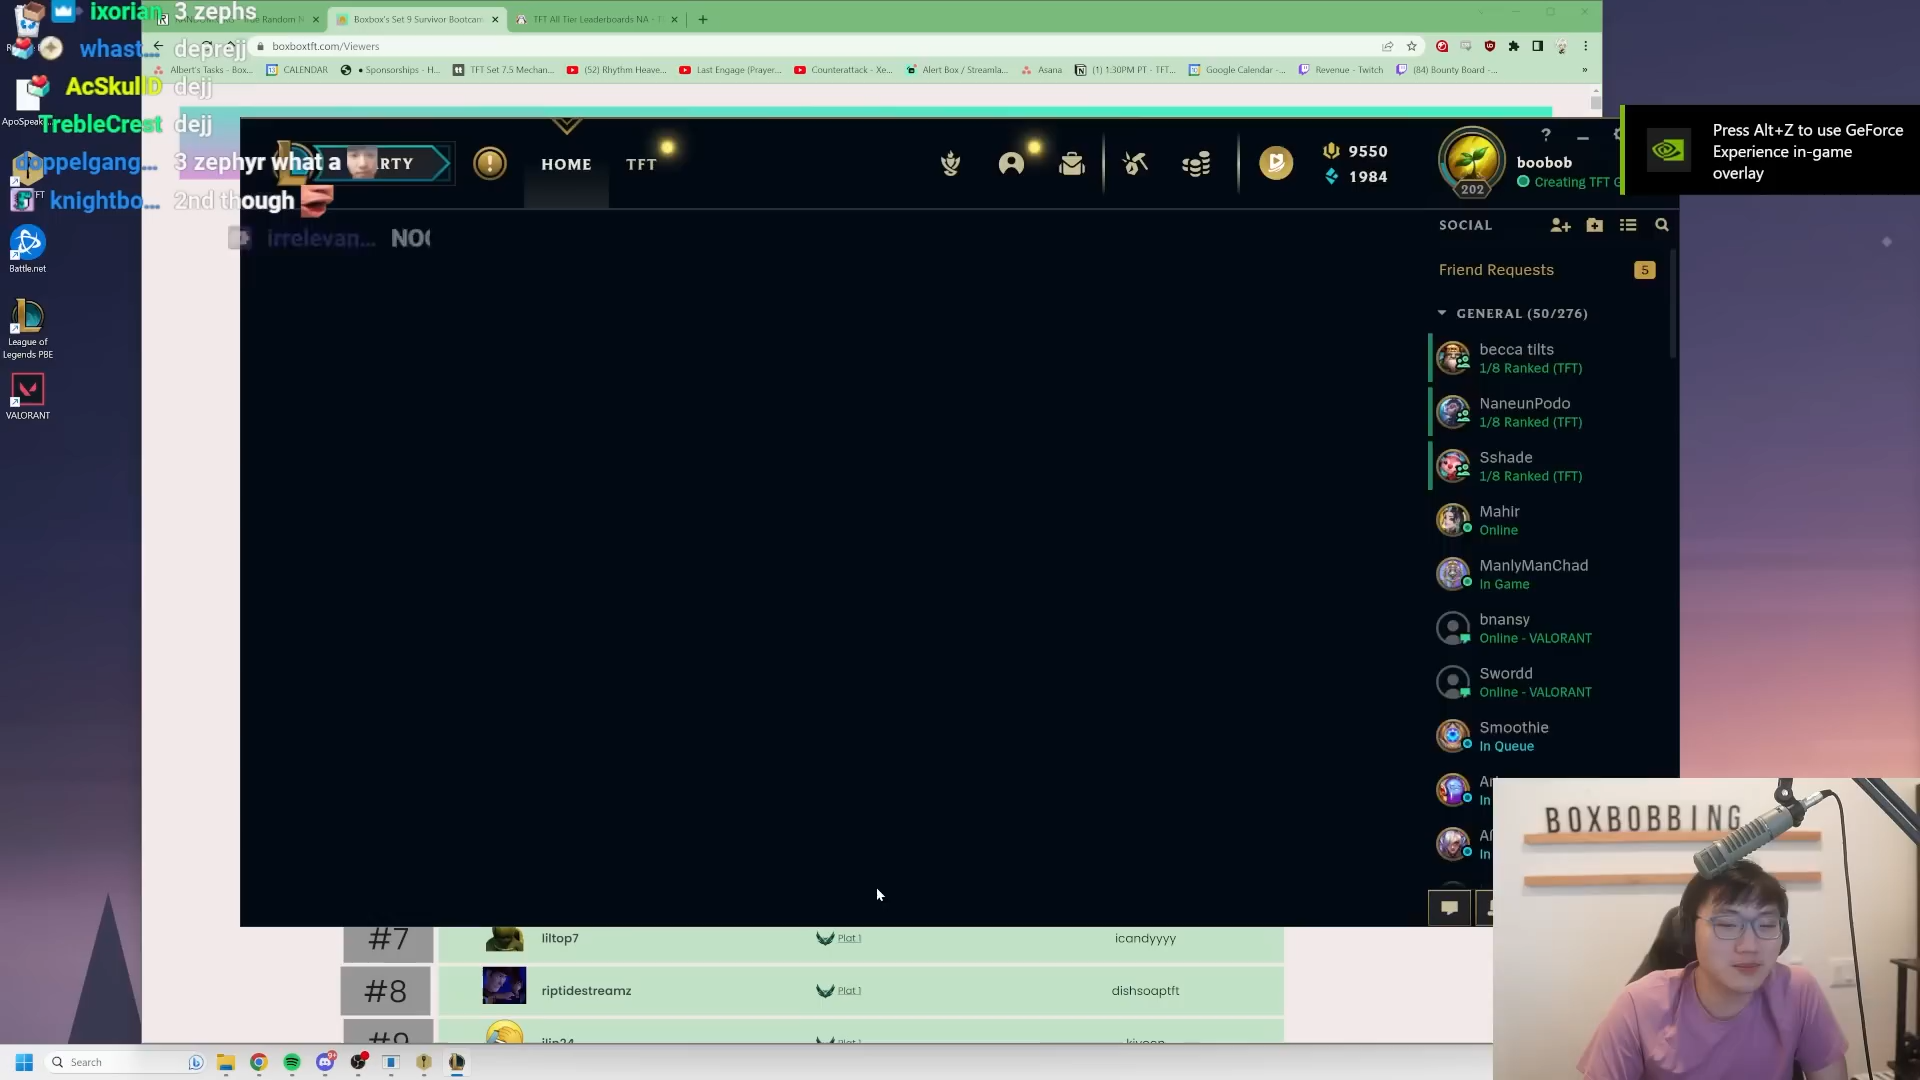 ixorian 3 zephs
whast... deprejj
AcSkullD dejj
TrebleCrest dejj
doppelgang... 3 zephyr what a
knightbo... 2nd though
irrelevan... NO
Boxbox's Set 9 Survivor Bootcam
TFT All Tier Leaderboards NA -
boxboxtft.com/Viewers
Albert's Tasks - Box...
CALENDAR
• Sponsorships - H...
TFT Set 7.5 Mechan...
(52) Rhythm Heave...
Last Engage (Prayer...
Counterattack - Xe...
Alert Box / Streamla...
Asana
(1) 1:30PM PT - TFT...
Google Calendar -...
Revenue - Twitch
(84) Bounty Board -...
»
ApoSpeak
Battle.net
League of
Legends PBE
VALORANT
RTY
HOME
TFT
9550
1984
202
boobob
Creating TFT G
Press Alt+Z to use GeForce
Experience in-game
overlay
SOCIAL
Friend Requests
5
GENERAL (50/276)
becca tilts
1/8 Ranked (TFT)
NaneunPodo
1/8 Ranked (TFT)
Sshade
1/8 Ranked (TFT)
Mahir
Online
ManlyManChad
In Game
bnansy
Online - VALORANT
Swordd
Online - VALORANT
Smoothie
In Queue
In
In
BOXBOBBING
#7
liltop7
Plat 1
icandyyyy
#8
riptidestreamz
Plat 1
dishsoaptft
#9
Search